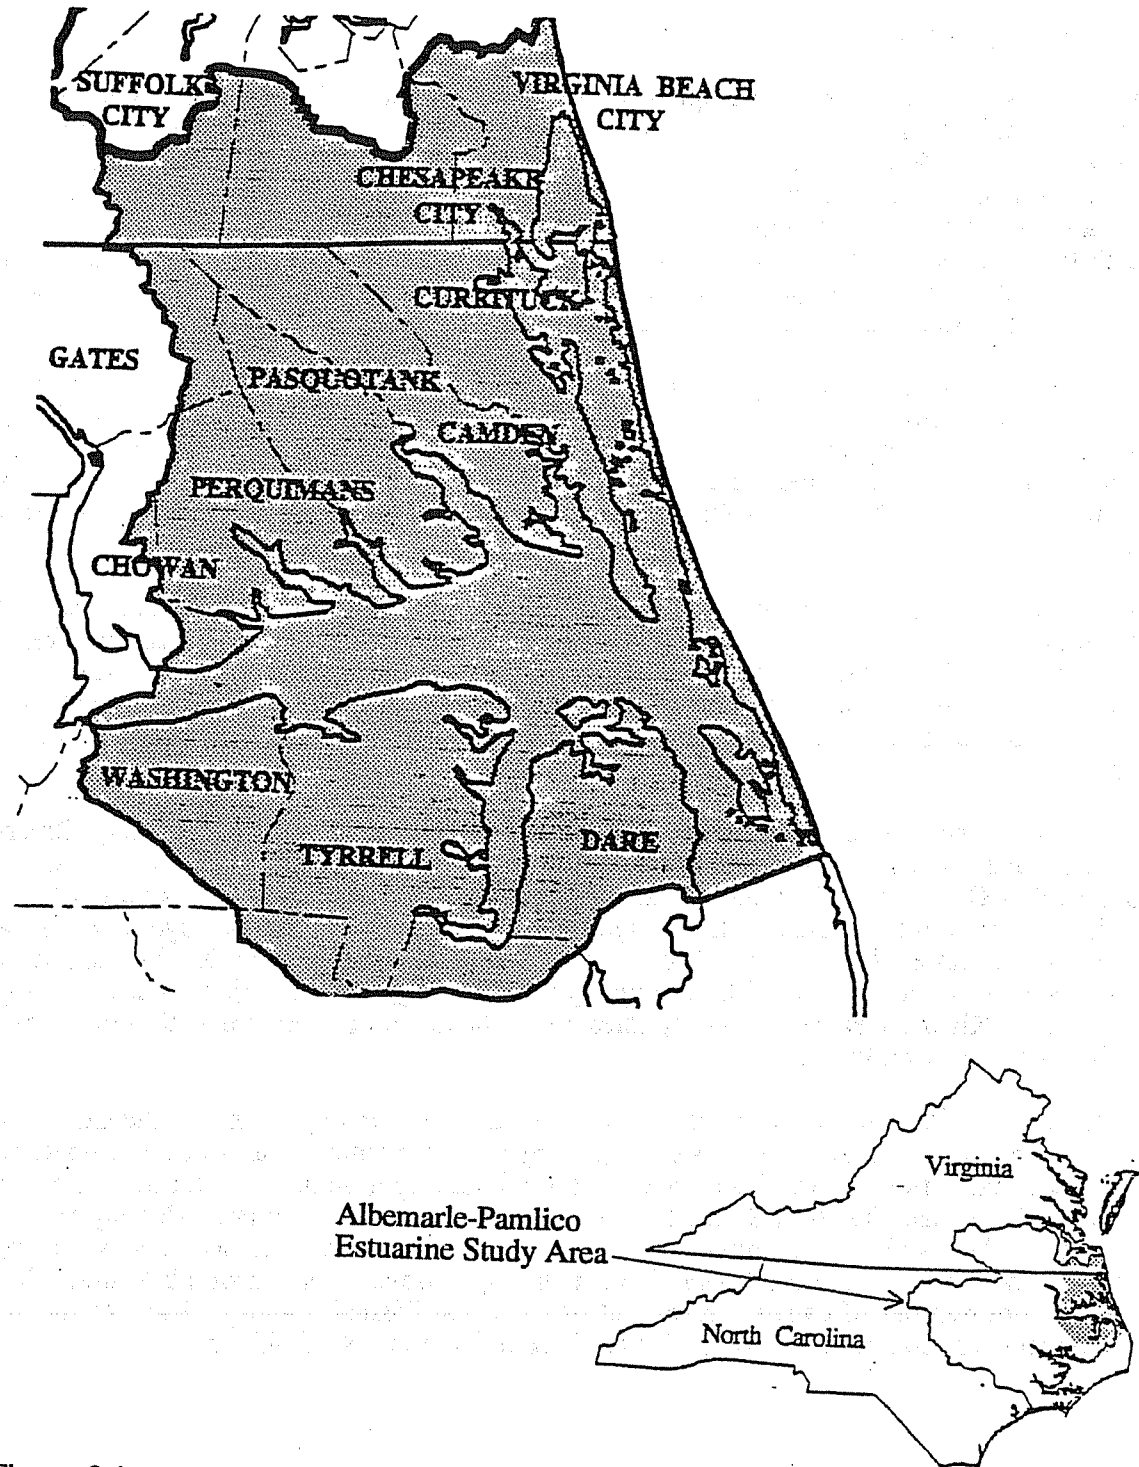 SUFFOLK
CITY
VIRGINIA BEACH
CITY
CHESAPEAKE
CITY
CURRITUCK
GATES
PASQUOTANK
CAMDEN
PERQUIMANS
CHOWAN
WASHINGTON
TYRRELL
DARE
Virginia
Albemarle-Pamlico
Estuarine Study Area
North Carolina